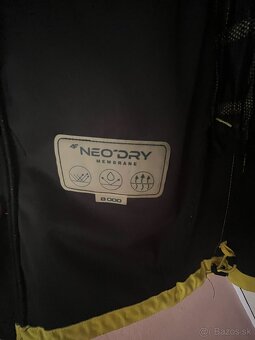 4F NEO DRY
MEMBRANE
8 000
© Bazos.sk